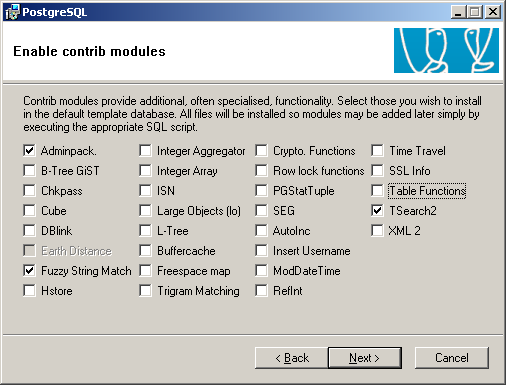 PostgreSQL
Enable contrib modules
Contrib modules provide additional, often specialised, functionality. Select those you wish to install
in the default template database. All files will be installed so modules may be added later simply by
executing the appropriate SQL script.
Adminpack. Integer Aggregator Crypto. Functions Time Travel
B-Tree GiST Integer Array Row lock functions SSL Info
Chkpass ISN PGStatTuple Table Functions
Cube Large Objects (lo) SEG TSearch2
DBlink L-Tree AutoInc XML 2
Earth Distance Buffercache Insert Username
Fuzzy String Match Freespace map ModDateTime
Hstore Trigram Matching RefInt
< Back Next > Cancel